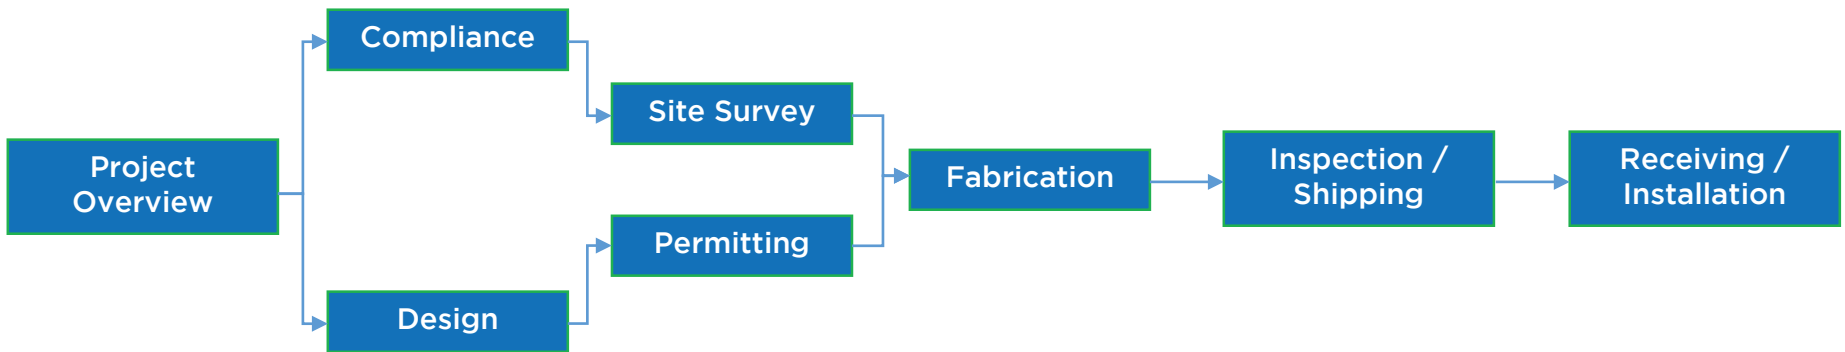 Project
Overview
Compliance
Design
Site Survey
Permitting
Fabrication
Inspection /
Shipping
Receiving /
Installation